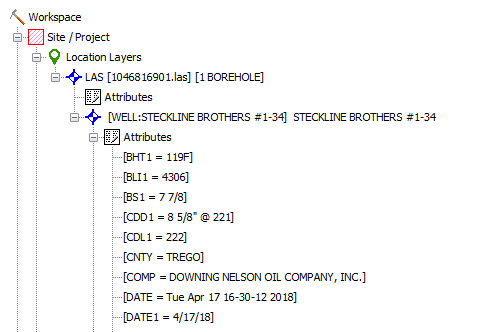 Workspace
Site / Project
Location Layers
LAS [1046816901.las] [1 BOREHOLE]
Attributes
[WELL:STECKLINE BROTHERS #1-34] STECKLINE BROTHERS #1-34
Attributes
[BHT1 = 119F]
[BLI1 = 4306]
[BS1 = 7 7/8]
[CDD1 = 8 5/8" @ 221]
[CDL1 = 222]
[CNTY = TREGO]
[COMP = DOWNING NELSON OIL COMPANY, INC.]
[DATE = Tue Apr 17 16-30-12 2018]
[DATE1 = 4/17/18]